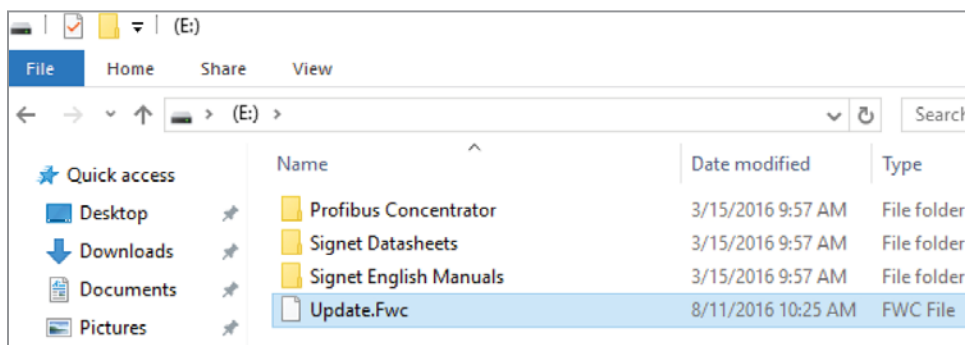 (E:)
File Home Share View
(E:)
Search
Name Date modified Type
Quick access
Desktop
Downloads
Documents
Pictures
Profibus Concentrator 3/15/2016 9:57 AM File folder
Signet Datasheets 3/15/2016 9:57 AM File folder
Signet English Manuals 3/15/2016 9:57 AM File folder
Update.Fwc 8/11/2016 10:25 AM FWC File